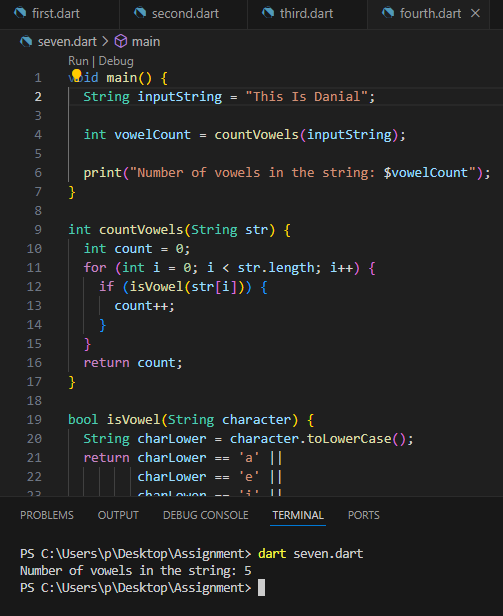 first.dart second.dart third.dart fourth.dart
seven.dart > main
Run | Debug
1 void main() {
2 String inputString = "This Is Danial";
3
4 int vowelCount = countVowels(inputString);
5
6 print("Number of vowels in the string: $vowelCount");
7 }
8
9 int countVowels(String str) {
10 int count = 0;
11 for (int i = 0; i < str.length; i++) {
12 if (isVowel(str[i])) {
13 count++;
14 }
15 }
16 return count;
17 }
18
19 bool isVowel(String character) {
20 String charLower = character.toLowerCase();
21 return charLower == 'a' ||
22 charLower == 'e' ||
23 charLower == 'i' ||
PROBLEMS OUTPUT DEBUG CONSOLE TERMINAL PORTS
PS C:\Users\p\Desktop\Assignment> dart seven.dart
Number of vowels in the string: 5
PS C:\Users\p\Desktop\Assignment>